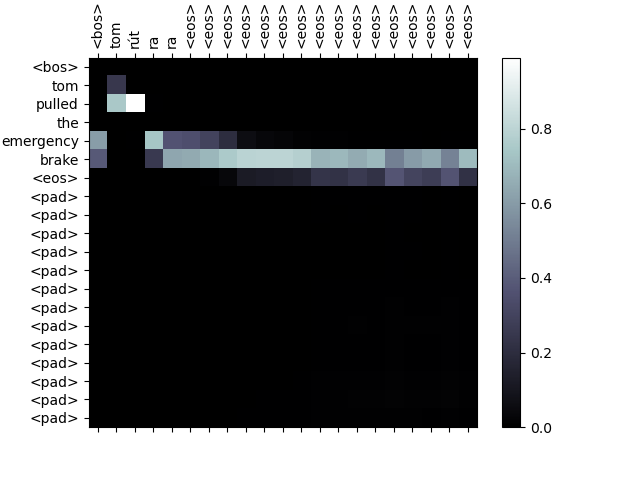 <bos> tom rút ra ra <eos> <eos> <eos> <eos> <eos> <eos> <eos> <eos> <eos> <eos> <eos> <eos> <eos> <eos> <eos> <eos>
<bos>
tom
pulled
the
emergency
brake
<eos>
<pad>
<pad>
<pad>
<pad>
<pad>
<pad>
<pad>
<pad>
<pad>
<pad>
<pad>
<pad>
<pad>
0.8
0.6
0.4
0.2
0.0